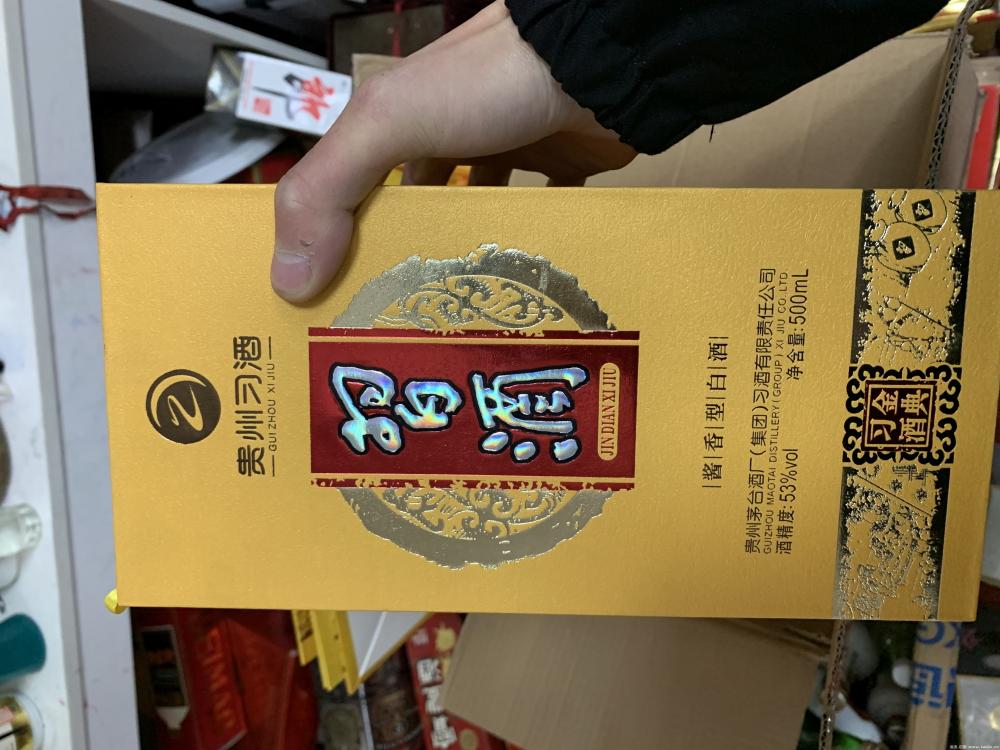 贵州习酒
GUIZHOU XIJIU
习酒
JIN DIAN XI JIU
酱香型白酒
贵州茅台酒厂(集团)习酒有限责任公司
GUIZHOU MAOTAI DISTILLERY(GROUP) XI JIU CO.LTD
酒精度:53%vol 净含量:500mL
金典
习酒